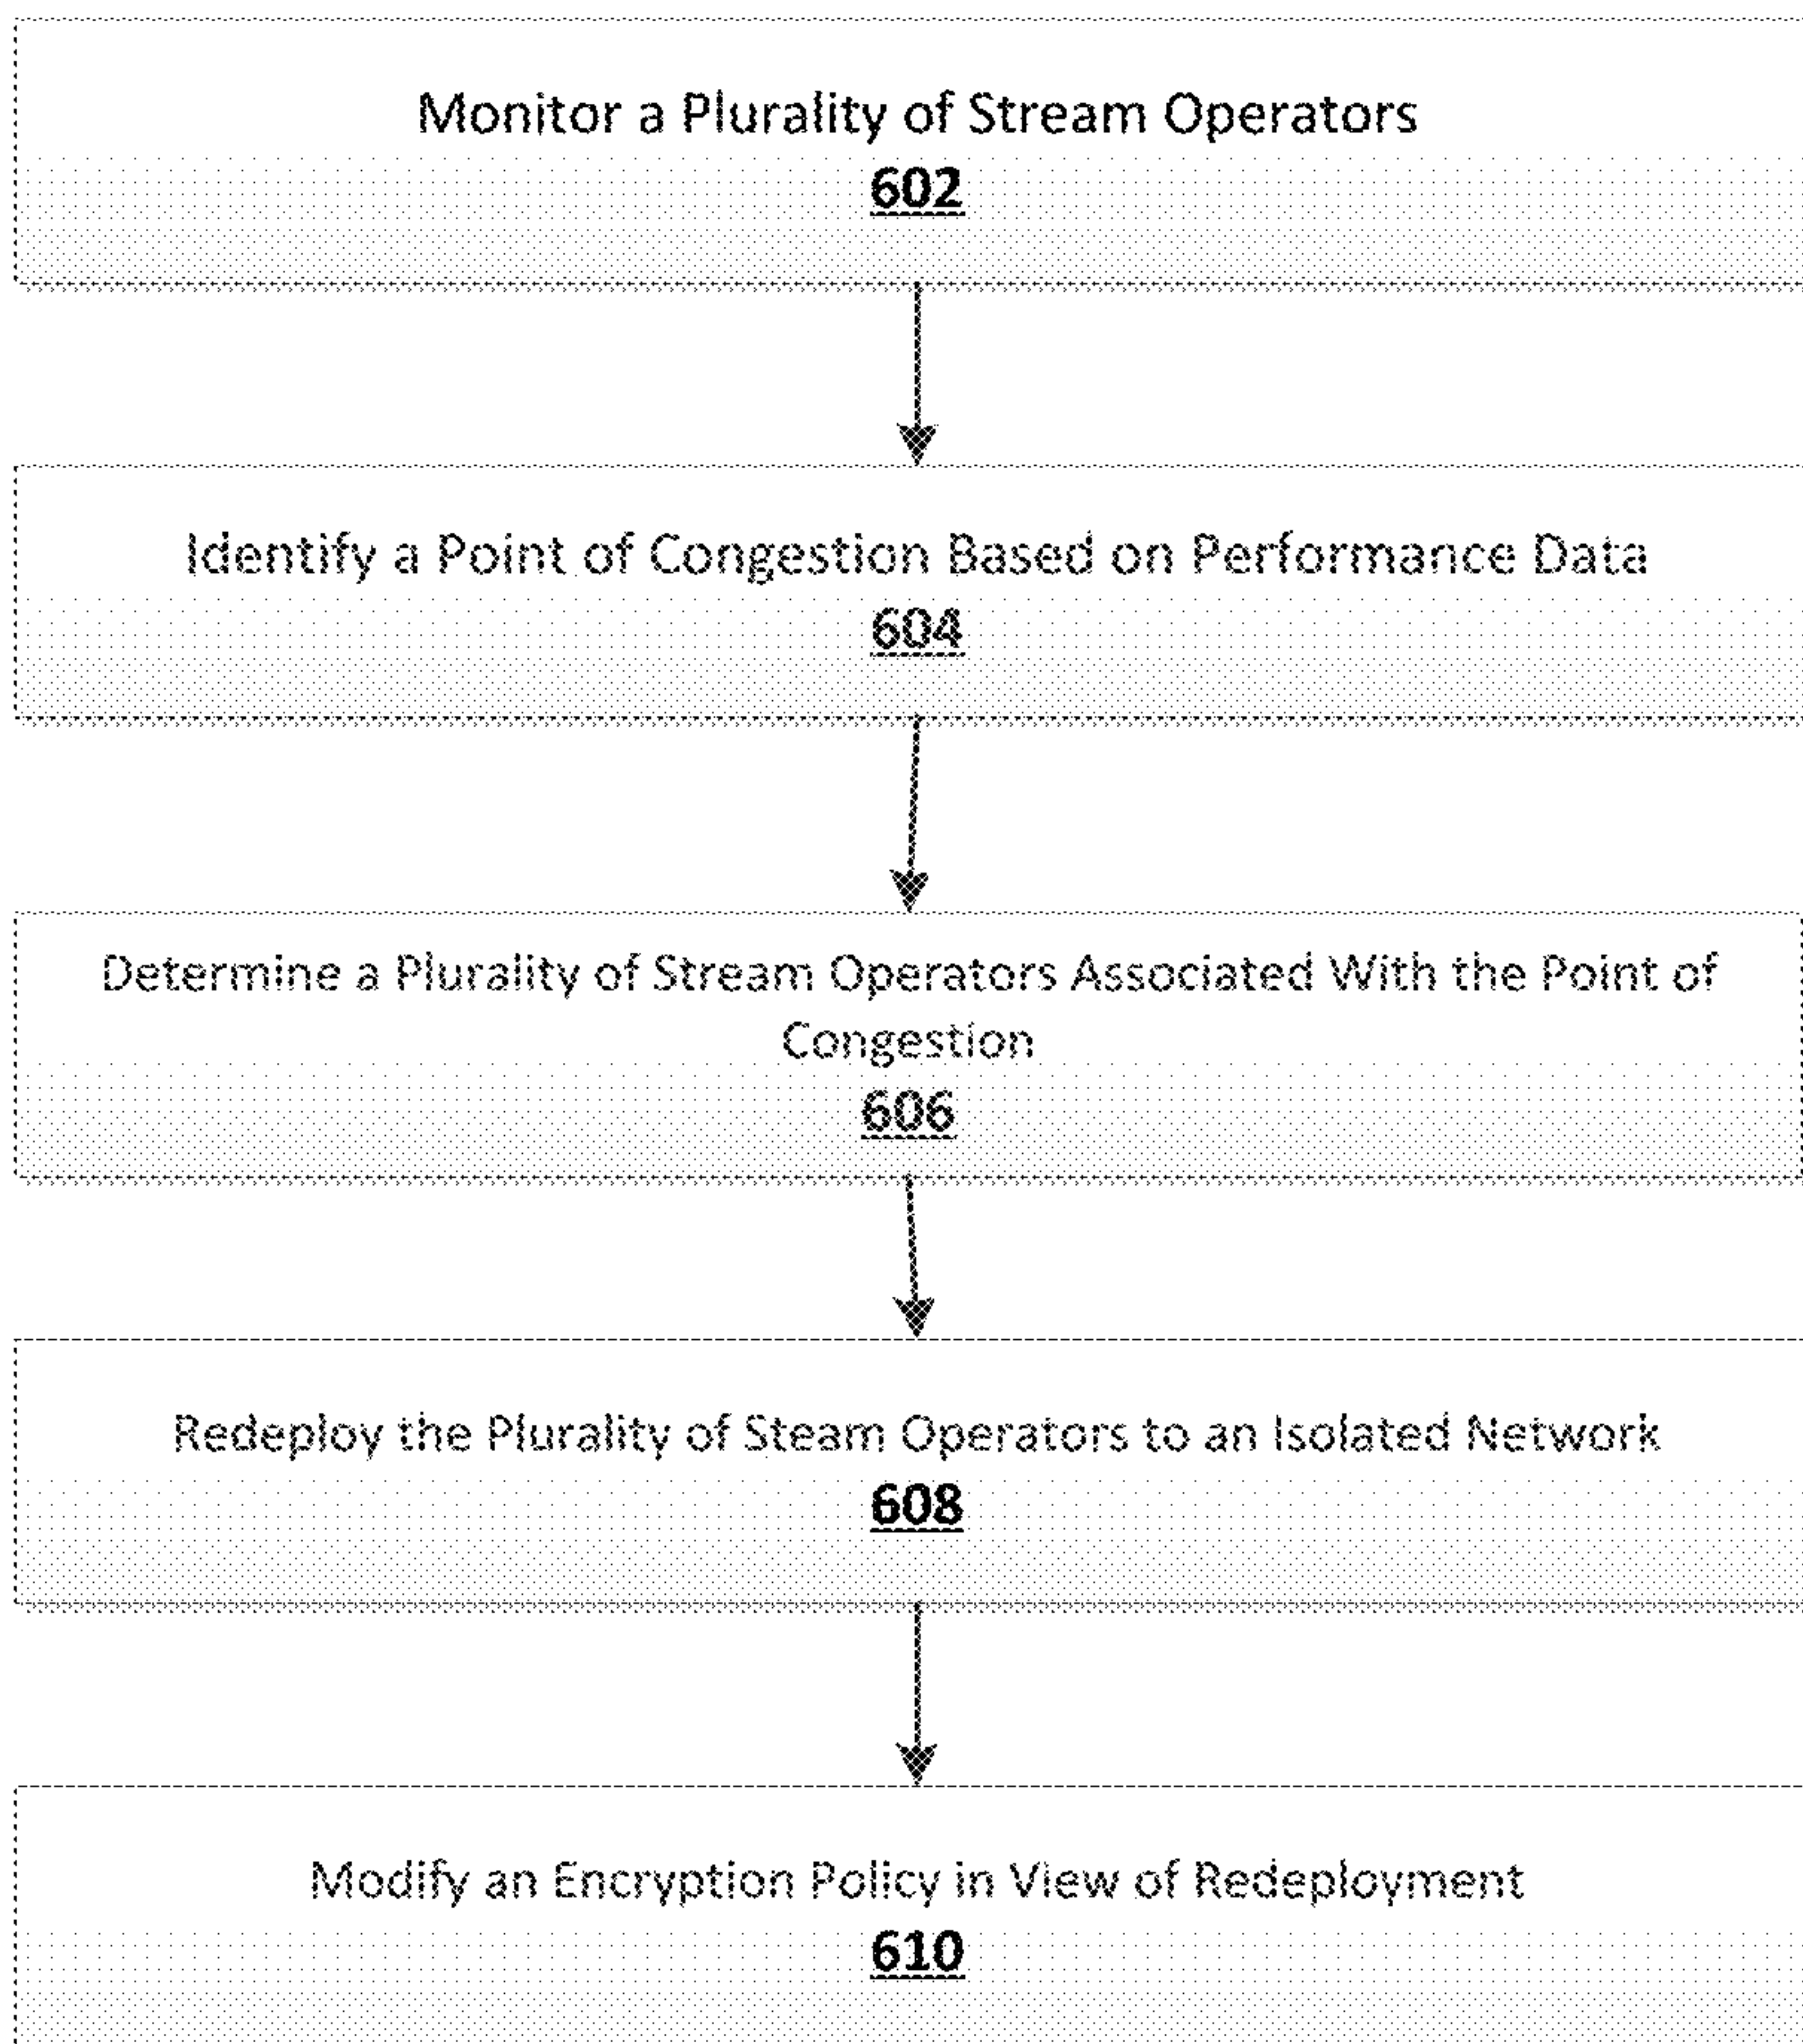 Monitor a Plurality of Stream Operators
602
Identify a Point of Congestion Based on Performance Data
604
Determine a Plurality of Stream Operators Associated With the Point of
Congestion
606
Redeploy the Plurality of Steam Operators to an Isolated Network
608
Modify an Encryption Policy in View of Redeployment
610